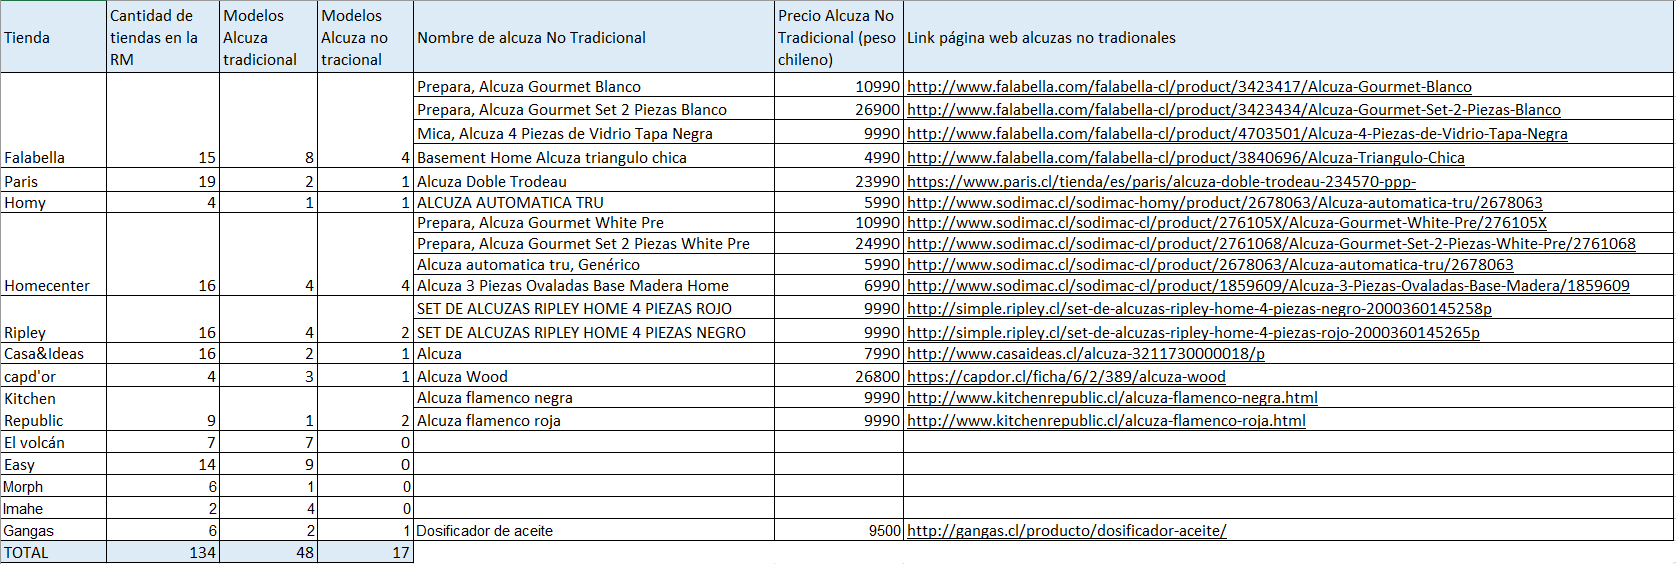 Tienda	Cantidad de tiendas en la RM	Modelos Alcuza tradicional	Modelos Alcuza no tracional	Nombre de alcuza No Tradicional	Precio Alcuza No Tradicional (peso chileno)	Link página web alcuzas no tradionales
Prepara, Alcuza Gourmet Blanco	10990	http://www.falabella.com/falabella-cl/product/3423417/Alcuza-Gourmet-Blanco
Prepara, Alcuza Gourmet Set 2 Piezas Blanco	26900	http://www.falabella.com/falabella-cl/product/3423434/Alcuza-Gourmet-Set-2-Piezas-Blanco
Mica, Alcuza 4 Piezas de Vidrio Tapa Negra	9990	http://www.falabella.com/falabella-cl/product/4703501/Alcuza-4-Piezas-de-Vidrio-Tapa-Negra
Falabella	15	8	4	Basement Home Alcuza triangulo chica	4990	http://www.falabella.com/falabella-cl/product/3840696/Alcuza-Triangulo-Chica
Paris	19	2	1	Alcuza Doble Trodeau	23990	https://www.paris.cl/tienda/es/paris/alcuza-doble-trodeau-234570-ppp-
Homy	4	1	1	ALCUZA AUTOMATICA TRU	5990	http://www.sodimac.cl/sodimac-homy/product/2678063/Alcuza-automatica-tru/2678063
Prepara, Alcuza Gourmet White Pre	10990	http://www.sodimac.cl/sodimac-cl/product/276105X/Alcuza-Gourmet-White-Pre/276105X
Prepara, Alcuza Gourmet Set 2 Piezas White Pre	24990	http://www.sodimac.cl/sodimac-cl/product/2761068/Alcuza-Gourmet-Set-2-Piezas-White-Pre/2761068
Alcuza automatica tru, Genérico	5990	http://www.sodimac.cl/sodimac-cl/product/2678063/Alcuza-automatica-tru/2678063
Homecenter	16	4	4	Alcuza 3 Piezas Ovaladas Base Madera Home	6990	http://www.sodimac.cl/sodimac-cl/product/1859609/Alcuza-3-Piezas-Ovaladas-Base-Madera/1859609
SET DE ALCUZAS RIPLEY HOME 4 PIEZAS ROJO	9990	http://simple.ripley.cl/set-de-alcuzas-ripley-home-4-piezas-negro-2000360145258p
Ripley	16	4	2	SET DE ALCUZAS RIPLEY HOME 4 PIEZAS NEGRO	9990	http://simple.ripley.cl/set-de-alcuzas-ripley-home-4-piezas-rojo-2000360145265p
Casa&Ideas	16	2	1	Alcuza	7990	http://www.casaideas.cl/alcuza-3211730000018/p
capd'or	4	3	1	Alcuza Wood	26800	https://capdor.cl/ficha/6/2/389/alcuza-wood
Kitchen	Alcuza flamenco negra	9990	http://www.kitchenrepublic.cl/alcuza-flamenco-negra.html
Republic	9	1	2	Alcuza flamenco roja	9990	http://www.kitchenrepublic.cl/alcuza-flamenco-roja.html
El volcán	7	7	0
Easy	14	9	0
Morph	6	1	0
Imahe	2	4	0
Gangas	6	2	1	Dosificador de aceite	9500	http://gangas.cl/producto/dosificador-aceite/
TOTAL	134	48	17